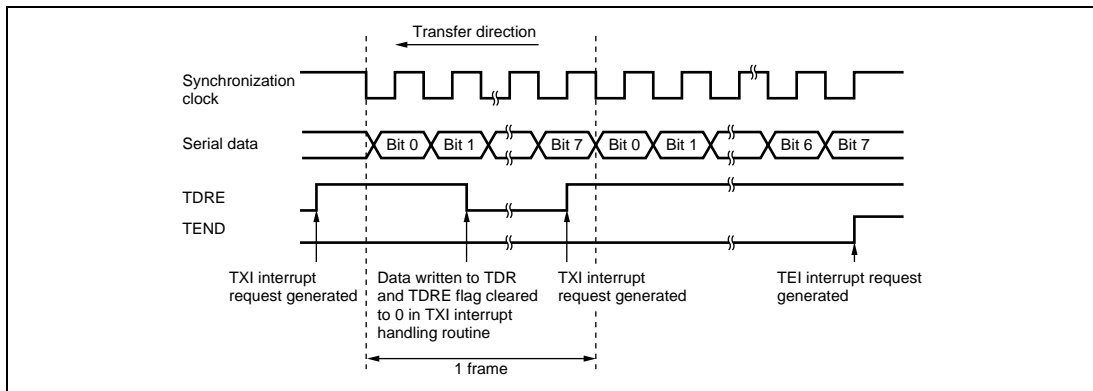 Transfer direction
Synchronization
clock
Serial data
Bit 0
Bit 1
Bit 7
Bit 0
Bit 1
Bit 6
Bit 7
TDRE
TEND
TXI interrupt
request generated
Data written to TDR
and TDRE flag cleared
to 0 in TXI interrupt
handling routine
TXI interrupt
request generated
TEI interrupt request
generated
1 frame